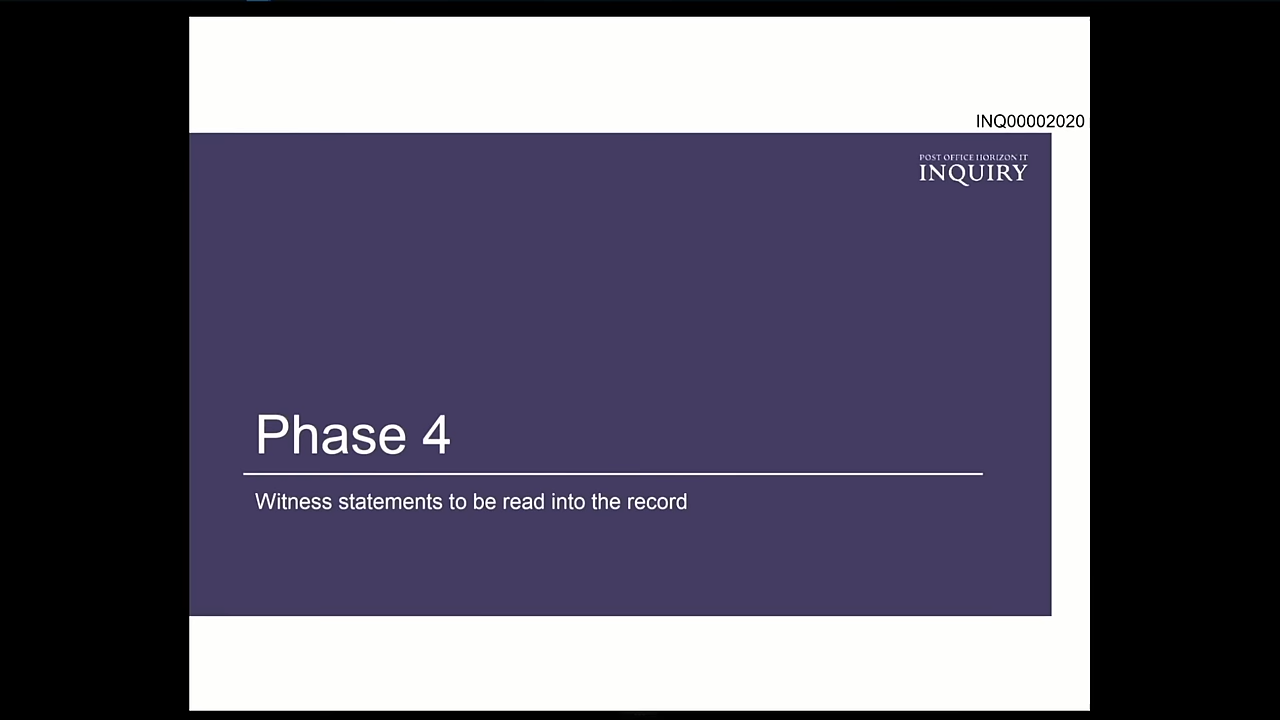 INQ00002020
POST OFFICE HORIZON IT
INQUIRY
Phase 4
Witness statements to be read into the record